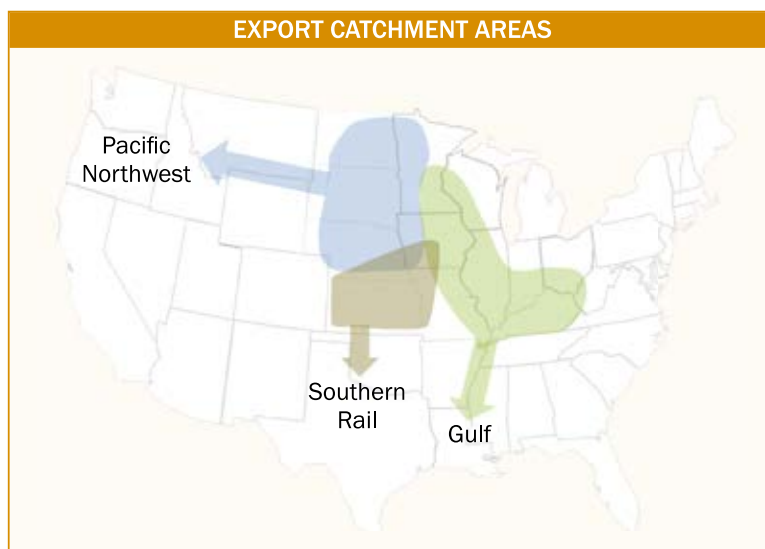 EXPORT CATCHMENT AREAS
Pacific
Northwest
Southern
Rail
Gulf